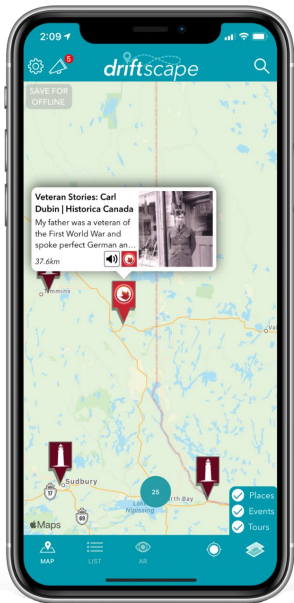 2:09
5
driftscape
SAVE FOR
OFFLINE
Veteran Stories: Carl
Dubin | Historica Canada
My father was a veteran of
the First World War and
spoke perfect German an...
37.6km
Timmins
Sudbury
17
69
25
Lake
Nipissing
rth Bay
Places
Events
Tours
Maps
MAP
LIST
AR